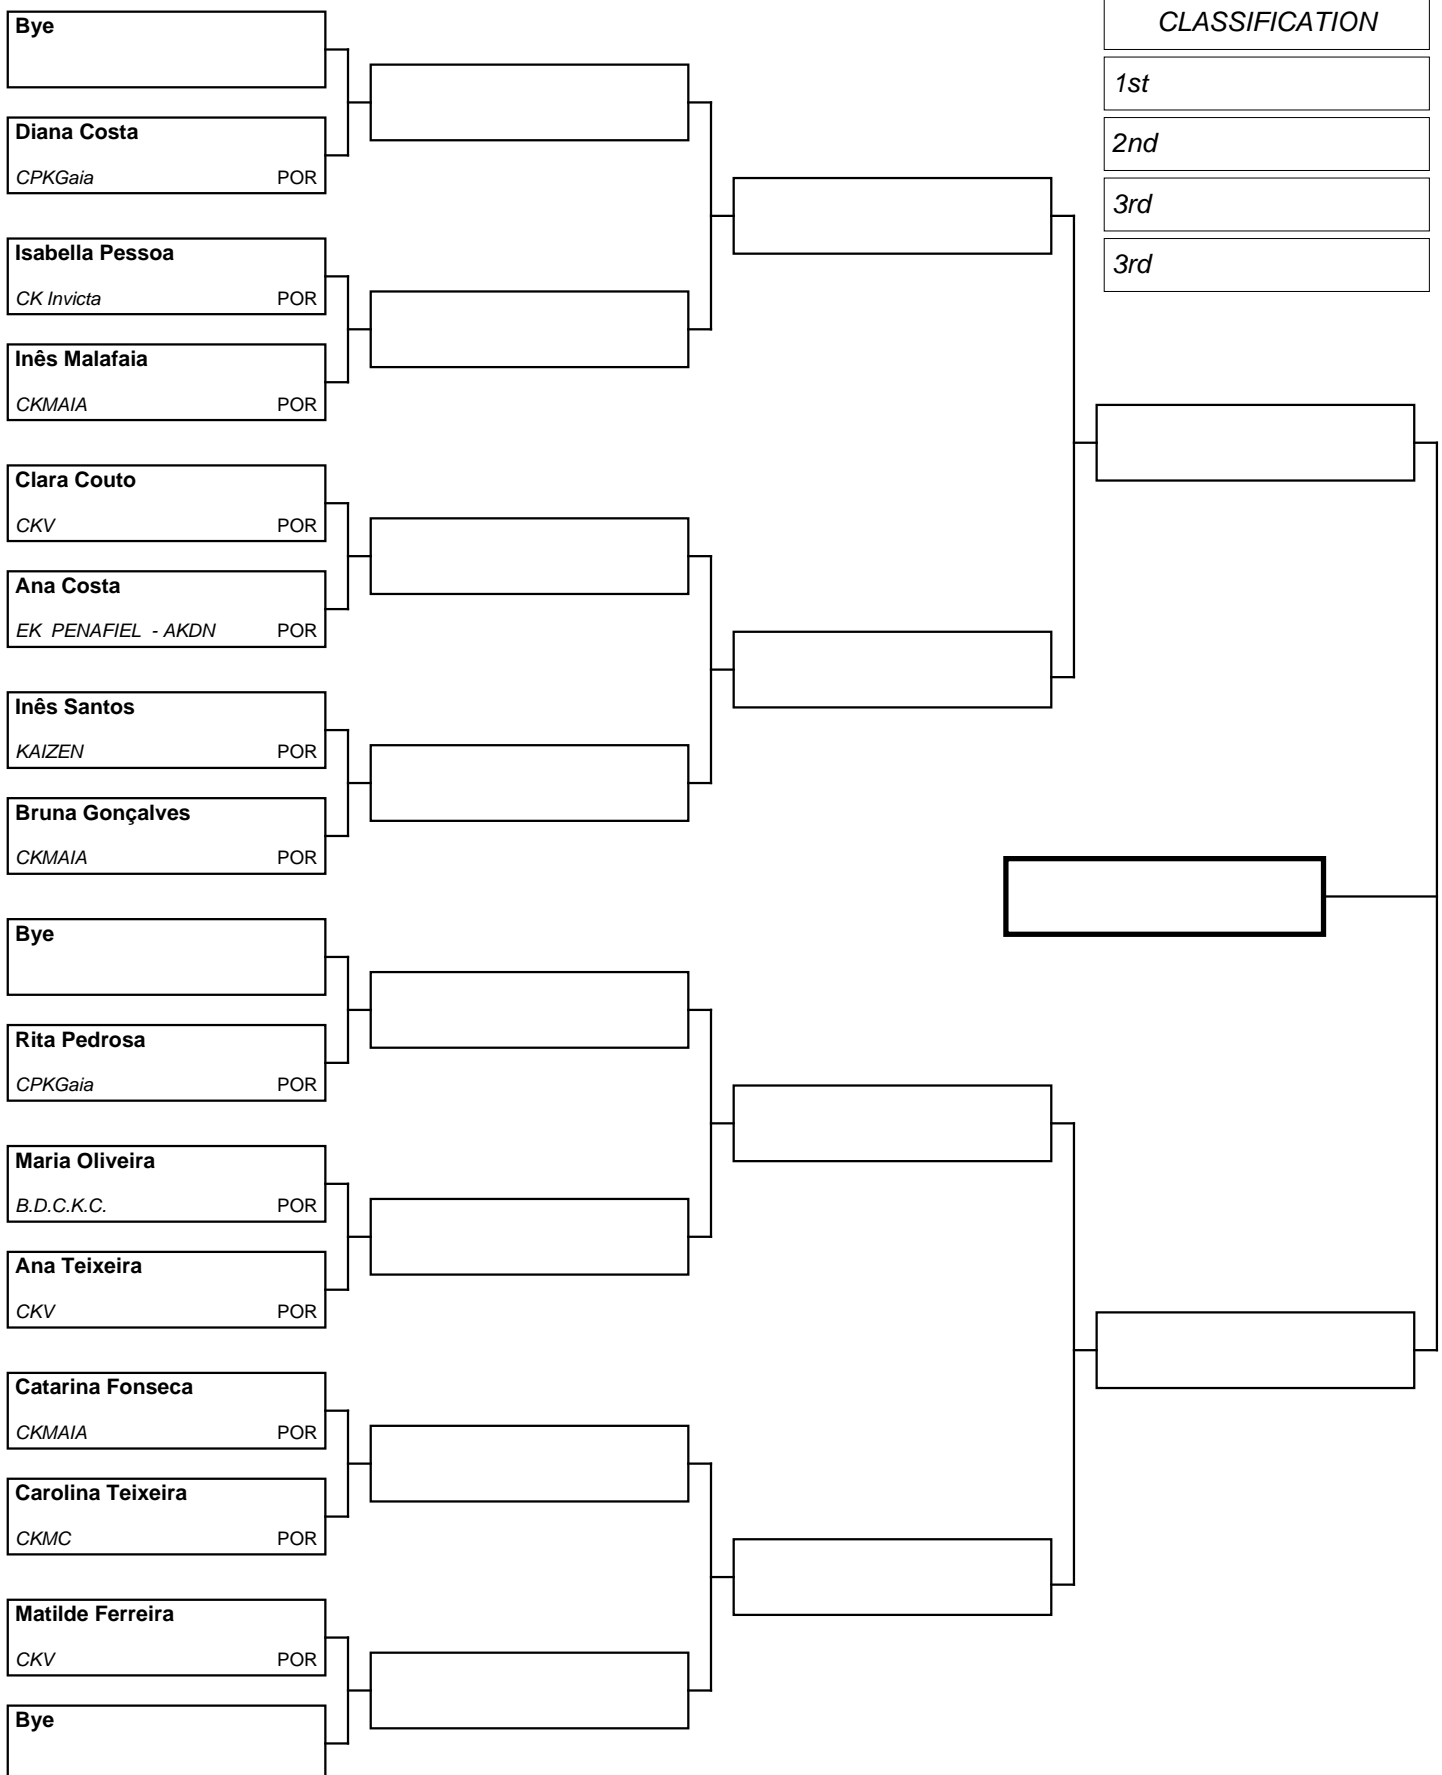 Bye
CLASSIFICATION
1st
2nd
3rd
3rd
Diana Costa
CPKGaia POR
Isabella Pessoa
CK Invicta POR
Inês Malafaia
CKMAIA POR
Clara Couto
CKV POR
Ana Costa
EK PENAFIEL - AKDN POR
Inês Santos
KAIZEN POR
Bruna Gonçalves
CKMAIA POR
Bye
Rita Pedrosa
CPKGaia POR
Maria Oliveira
B.D.C.K.C. POR
Ana Teixeira
CKV POR
Catarina Fonseca
CKMAIA POR
Carolina Teixeira
CKMC POR
Matilde Ferreira
CKV POR
Bye